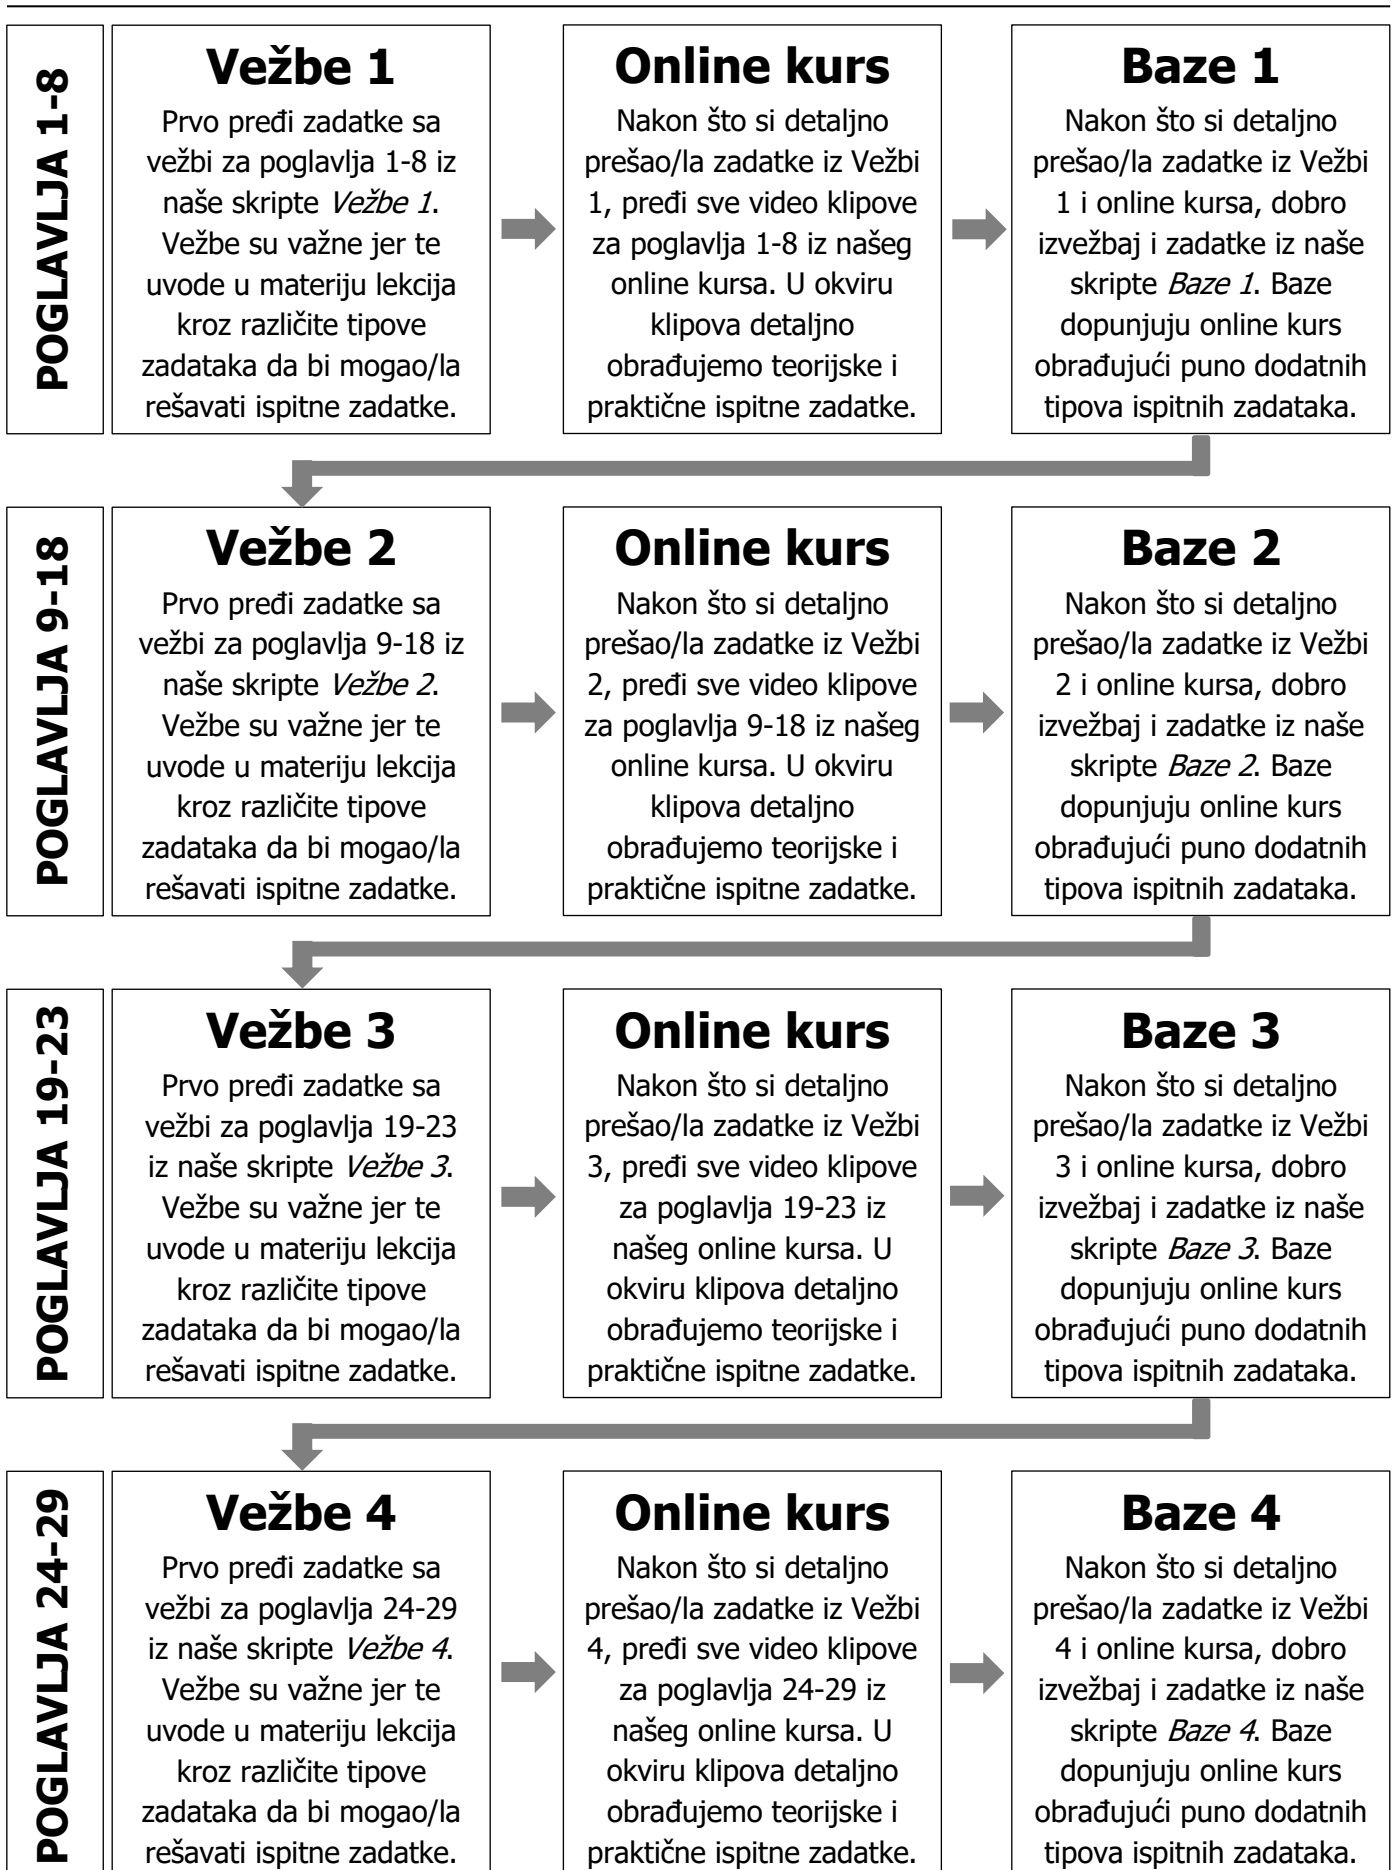 POGLAVLJA 1-8
Vežbe 1
Prvo pređi zadatke sa
vežbi za poglavlja 1-8 iz
naše skripte Vežbe 1.
Vežbe su važne jer te
uvode u materiju lekcija
kroz različite tipove
zadataka da bi mogao/la
rešavati ispitne zadatke.
Online kurs
Nakon što si detaljno
prešao/la zadatke iz Vežbi
1, pređi sve video klipove
za poglavlja 1-8 iz našeg
online kursa. U okviru
klipova detaljno
obrađujemo teorijske i
praktične ispitne zadatke.
Baze 1
Nakon što si detaljno
prešao/la zadatke iz Vežbi
1 i online kursa, dobro
izvežbaj i zadatke iz naše
skripte Baze 1. Baze
dopunjuju online kurs
obrađujući puno dodatnih
tipova ispitnih zadataka.
POGLAVLJA 9-18
Vežbe 2
Prvo pređi zadatke sa
vežbi za poglavlja 9-18 iz
naše skripte Vežbe 2.
Vežbe su važne jer te
uvode u materiju lekcija
kroz različite tipove
zadataka da bi mogao/la
rešavati ispitne zadatke.
Online kurs
Nakon što si detaljno
prešao/la zadatke iz Vežbi
2, pređi sve video klipove
za poglavlja 9-18 iz našeg
online kursa. U okviru
klipova detaljno
obrađujemo teorijske i
praktične ispitne zadatke.
Baze 2
Nakon što si detaljno
prešao/la zadatke iz Vežbi
2 i online kursa, dobro
izvežbaj i zadatke iz naše
skripte Baze 2. Baze
dopunjuju online kurs
obrađujući puno dodatnih
tipova ispitnih zadataka.
POGLAVLJA 19-23
Vežbe 3
Prvo pređi zadatke sa
vežbi za poglavlja 19-23
iz naše skripte Vežbe 3.
Vežbe su važne jer te
uvode u materiju lekcija
kroz različite tipove
zadataka da bi mogao/la
rešavati ispitne zadatke.
Online kurs
Nakon što si detaljno
prešao/la zadatke iz Vežbi
3, pređi sve video klipove
za poglavlja 19-23 iz
našeg online kursa. U
okviru klipova detaljno
obrađujemo teorijske i
praktične ispitne zadatke.
Baze 3
Nakon što si detaljno
prešao/la zadatke iz Vežbi
3 i online kursa, dobro
izvežbaj i zadatke iz naše
skripte Baze 3. Baze
dopunjuju online kurs
obrađujući puno dodatnih
tipova ispitnih zadataka.
POGLAVLJA 24-29
Vežbe 4
Prvo pređi zadatke sa
vežbi za poglavlja 24-29
iz naše skripte Vežbe 4.
Vežbe su važne jer te
uvode u materiju lekcija
kroz različite tipove
zadataka da bi mogao/la
rešavati ispitne zadatke.
Online kurs
Nakon što si detaljno
prešao/la zadatke iz Vežbi
4, pređi sve video klipove
za poglavlja 24-29 iz
našeg online kursa. U
okviru klipova detaljno
obrađujemo teorijske i
praktične ispitne zadatke.
Baze 4
Nakon što si detaljno
prešao/la zadatke iz Vežbi
4 i online kursa, dobro
izvežbaj i zadatke iz naše
skripte Baze 4. Baze
dopunjuju online kurs
obrađujući puno dodatnih
tipova ispitnih zadataka.